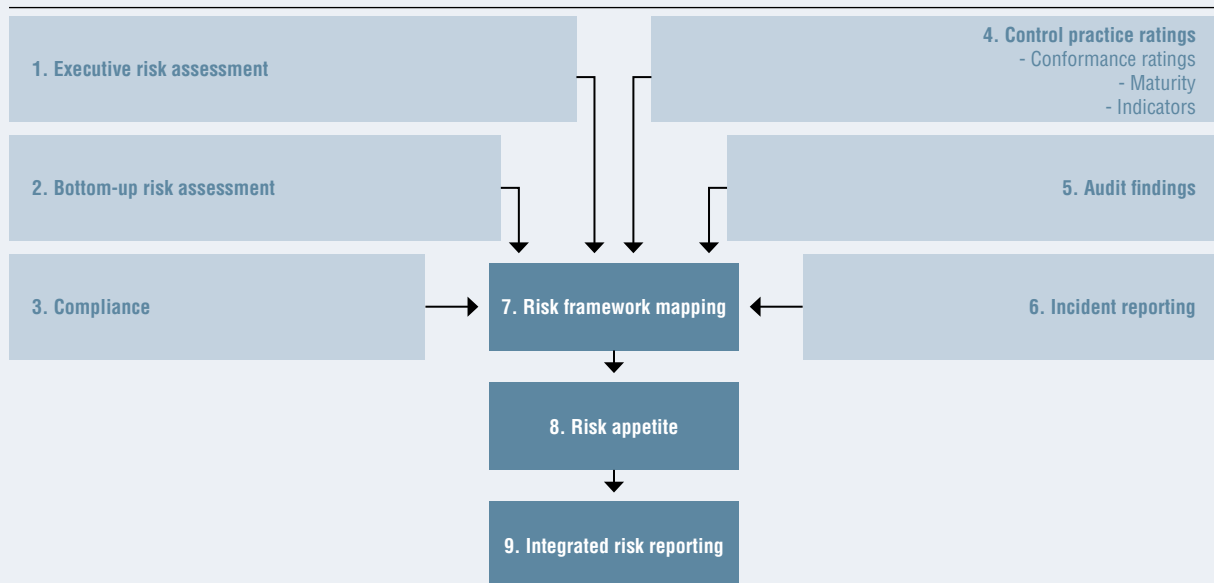 1. Executive risk assessment
2. Bottom-up risk assessment
3. Compliance
4. Control practice ratings
- Conformance ratings
- Maturity
- Indicators
5. Audit findings
6. Incident reporting
7. Risk framework mapping
8. Risk appetite
9. Integrated risk reporting